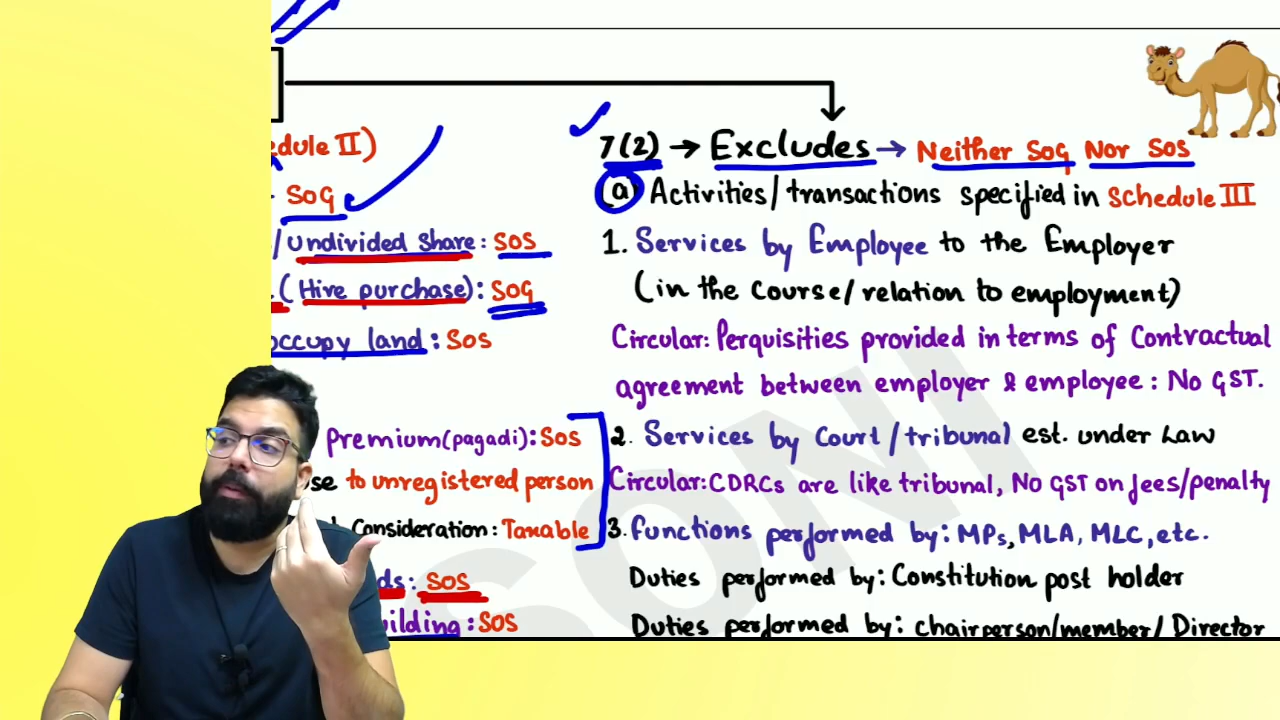 dule II)
SOG
/ undivided share: SOS
(Hire purchase): SOG
occupy land: SOS
Premium(pagadi): SOS
se to unregistered person
Consideration: Taxable
ds: SOS
uilding: SOS
7(2) → Excludes → Neither SOG Nor SOS
(a) Activities/transactions specified in Schedule III
1. Services by Employee to the Employer
(in the course/relation to employment)
Circular: Perquisities provided in terms of Contractual
agreement between employer & employee: No GST.
2. Services by Court/tribunal est. under Law
Circular: CDRCs are like tribunal, No GST on fees/penalty
3. Functions performed by: MPs, MLA, MLC, etc.
Duties performed by: Constitution post holder
Duties performed by: chairperson/member/Director
SONI